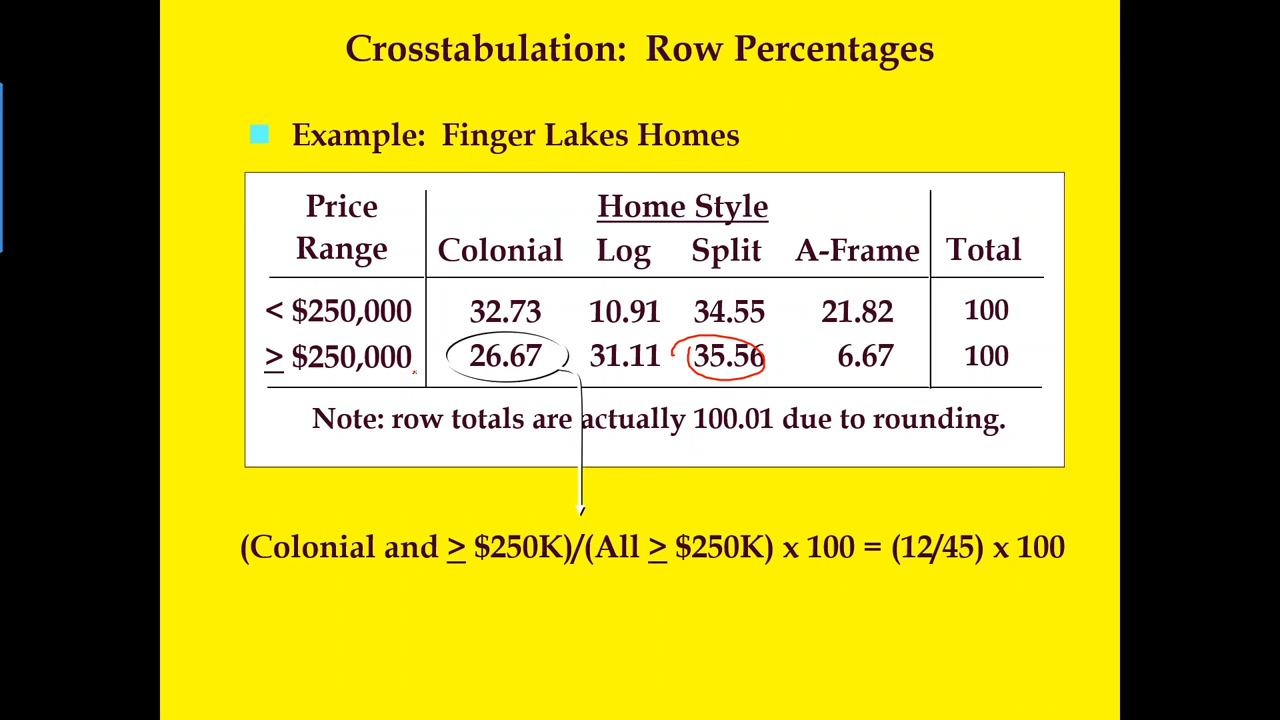 Crosstabulation: Row Percentages
Example: Finger Lakes Homes
Price Range Home Style
Colonial Log Split A-Frame Total
< $250,000 32.73 10.91 34.55 21.82 100
≥ $250,000 26.67 31.11 35.56 6.67 100
Note: row totals are actually 100.01 due to rounding.
(Colonial and ≥ $250K)/(All ≥ $250K) x 100 = (12/45) x 100